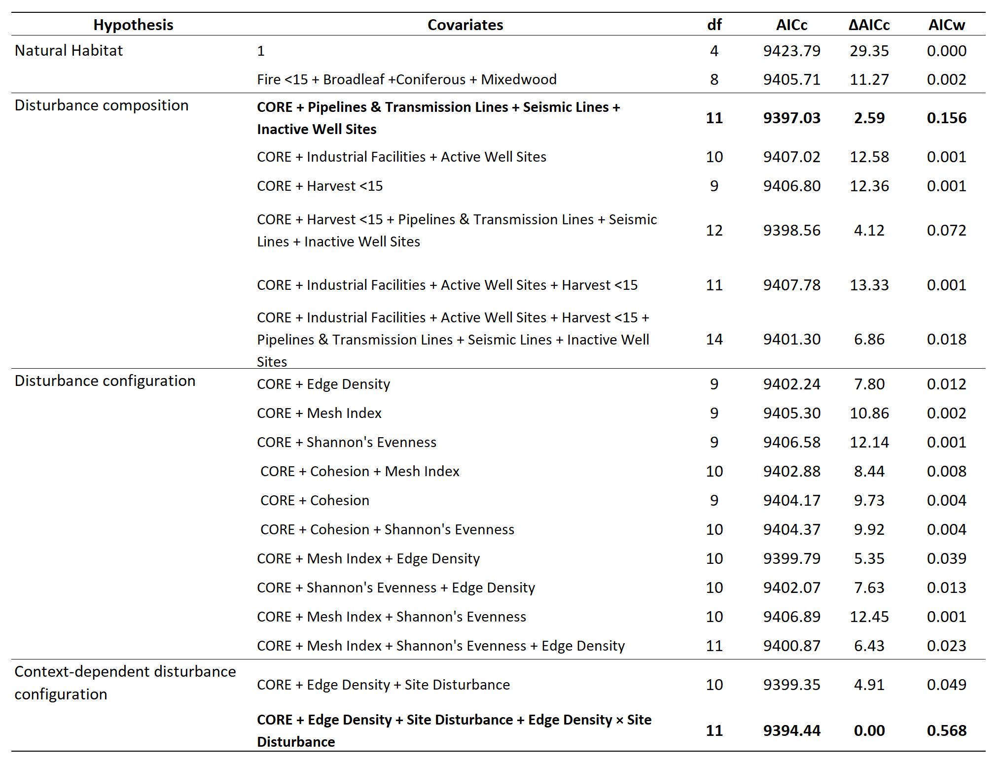 Hypothesis Covariates df AICc ΔAICc AICw
Natural Habitat 1 4 9423.79 29.35 0.000
Fire <15 + Broadleaf +Coniferous + Mixedwood 8 9405.71 11.27 0.002
Disturbance composition CORE + Pipelines & Transmission Lines + Seismic Lines +
Inactive Well Sites 11 9397.03 2.59 0.156
CORE + Industrial Facilities + Active Well Sites 10 9407.02 12.58 0.001
CORE + Harvest <15 9 9406.80 12.36 0.001
CORE + Harvest <15 + Pipelines & Transmission Lines + Seismic
Lines + Inactive Well Sites 12 9398.56 4.12 0.072
CORE + Industrial Facilities + Active Well Sites + Harvest <15 11 9407.78 13.33 0.001
CORE + Industrial Facilities + Active Well Sites + Harvest <15 +
Pipelines & Transmission Lines + Seismic Lines + Inactive Well 14 9401.30 6.86 0.018
Sites
Disturbance configuration CORE + Edge Density 9 9402.24 7.80 0.012
CORE + Mesh Index 9 9405.30 10.86 0.002
CORE + Shannon's Evenness 9 9406.58 12.14 0.001
CORE + Cohesion + Mesh Index 10 9402.88 8.44 0.008
CORE + Cohesion 9 9404.17 9.73 0.004
CORE + Cohesion + Shannon's Evenness 10 9404.37 9.92 0.004
CORE + Mesh Index + Edge Density 10 9399.79 5.35 0.039
CORE + Shannon's Evenness + Edge Density 10 9402.07 7.63 0.013
CORE + Mesh Index + Shannon's Evenness 10 9406.89 12.45 0.001
CORE + Mesh Index + Shannon's Evenness + Edge Density 11 9400.87 6.43 0.023
Context-dependent disturbance
configuration CORE + Edge Density + Site Disturbance 10 9399.35 4.91 0.049
CORE + Edge Density + Site Disturbance + Edge Density × Site
Disturbance 11 9394.44 0.00 0.568